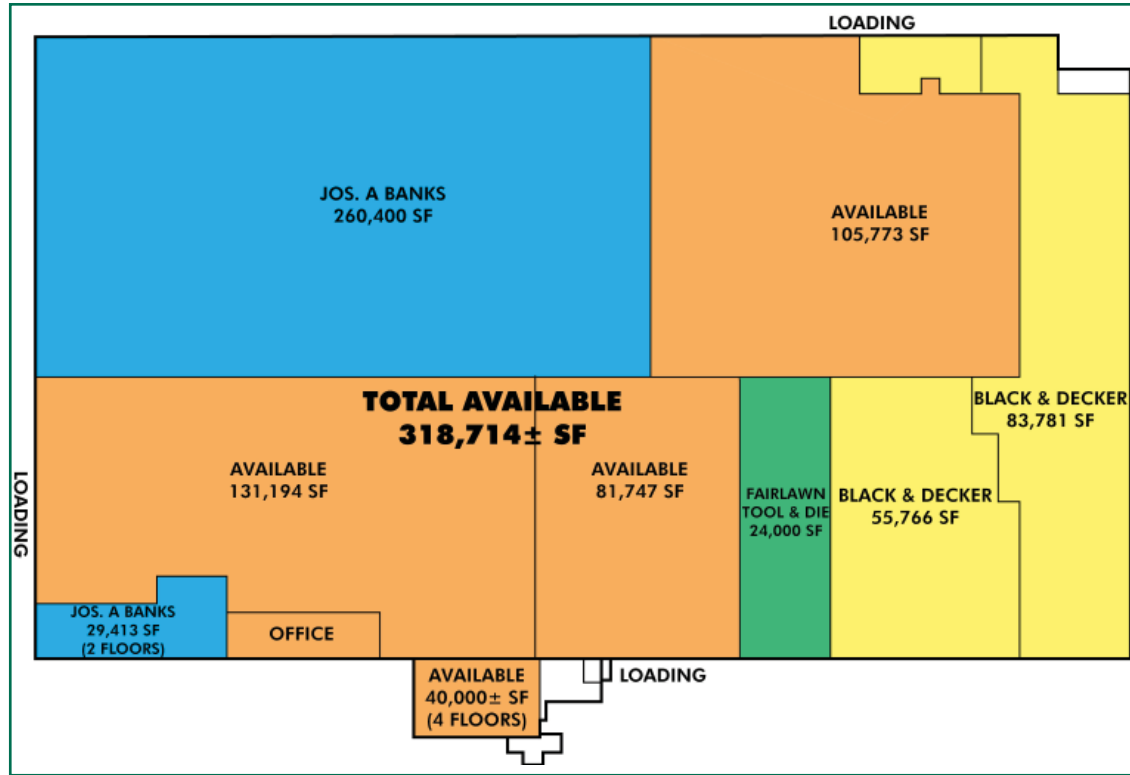 LOADING
JOS. A BANKS
260,400 SF
AVAILABLE
105,773 SF
TOTAL AVAILABLE
318,714± SF
BLACK & DECKER
83,781 SF
AVAILABLE
131,194 SF
AVAILABLE
81,747 SF
FAIRLAWN
TOOL & DIE
24,000 SF
BLACK & DECKER
55,766 SF
LOADING
JOS. A BANKS
29,413 SF
(2 FLOORS)
OFFICE
AVAILABLE
40,000± SF
(4 FLOORS)
LOADING